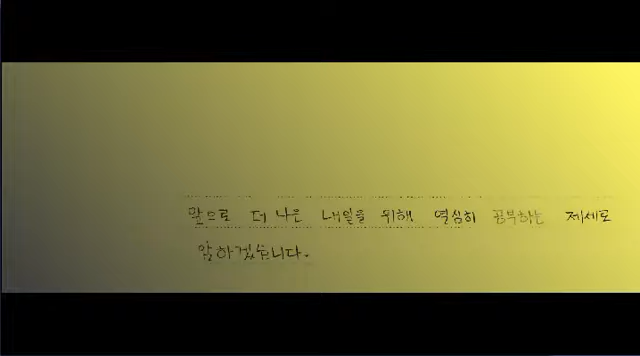 앞으로 더 나은 내일을 위해 열심히 공부하는 제세로
암하겠습니다.